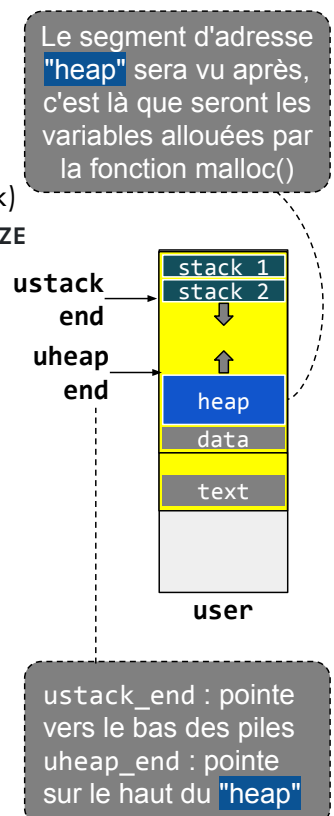 Le segment d'adresse
"heap" sera vu après,
c'est là que seront les
variables allouées par
la fonction malloc()
k)
ZE
stack 1
ustack
stack 2
end
uheap
end
heap
data
text
user
ustack_end : pointe
vers le bas des piles
uheap_end : pointe
sur le haut du "heap"